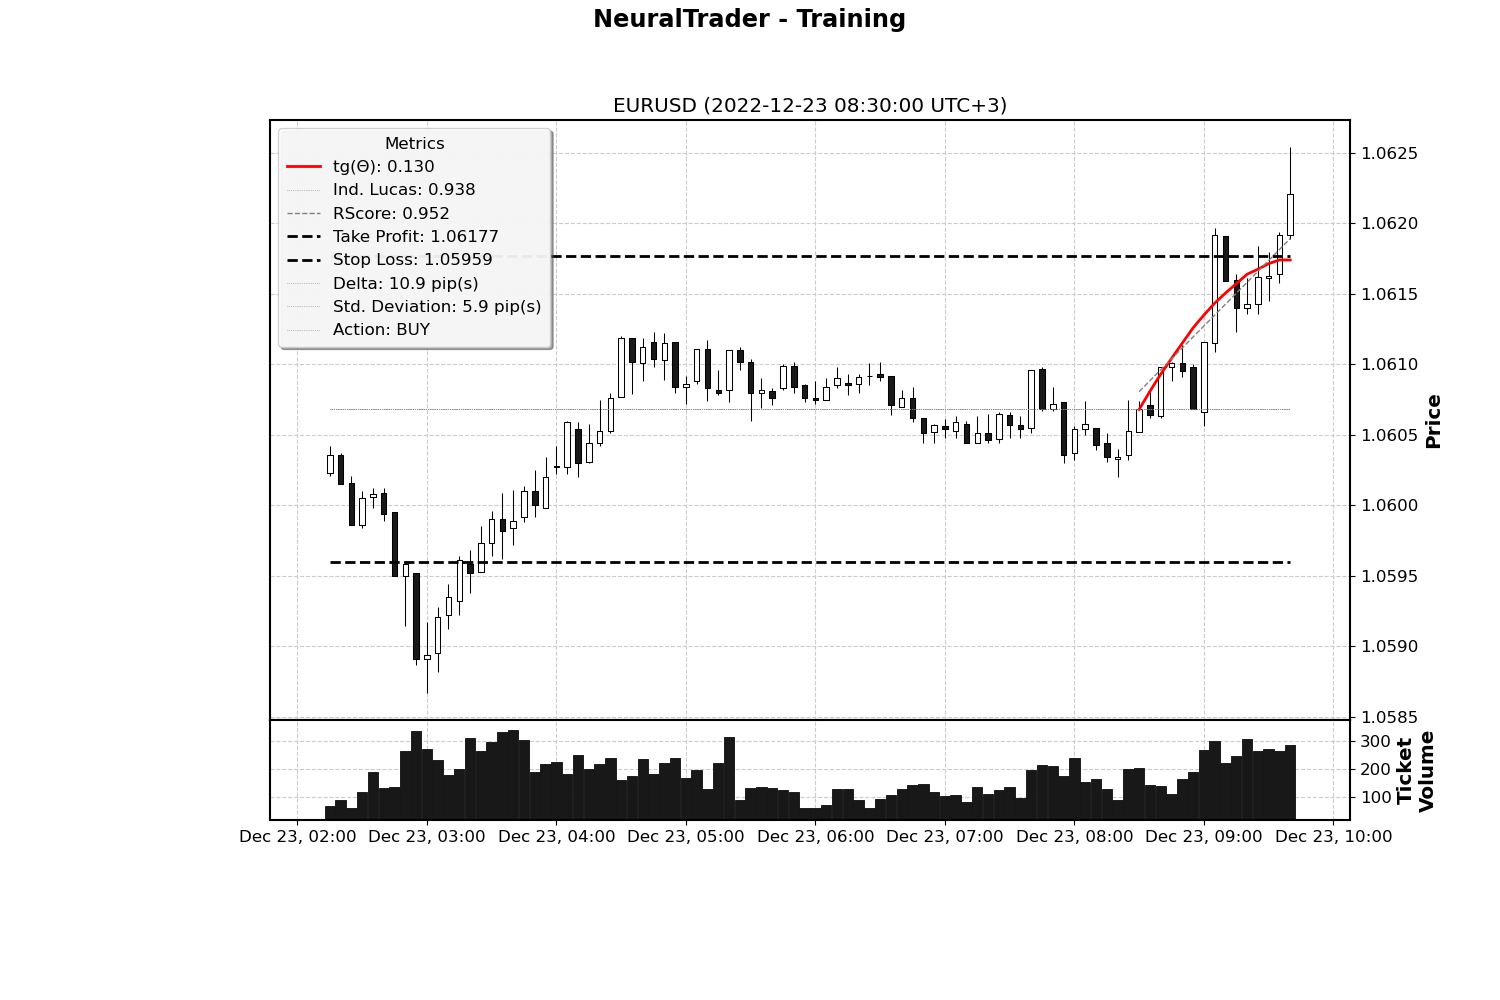 NeuralTrader - Training
EURUSD (2022-12-23 08:30:00 UTC+3)
Metrics
tg(Θ): 0.130
Ind. Lucas: 0.938
RScore: 0.952
Take Profit: 1.06177
Stop Loss: 1.05959
Delta: 10.9 pip(s)
Std. Deviation: 5.9 pip(s)
Action: BUY
1.0625
1.0620
1.0615
1.0610
1.0605
1.0600
1.0595
1.0590
1.0585
Price
300
200
100
Ticket
Volume
Dec 23, 02:00 Dec 23, 03:00 Dec 23, 04:00 Dec 23, 05:00 Dec 23, 06:00 Dec 23, 07:00 Dec 23, 08:00 Dec 23, 09:00 Dec 23, 10:00